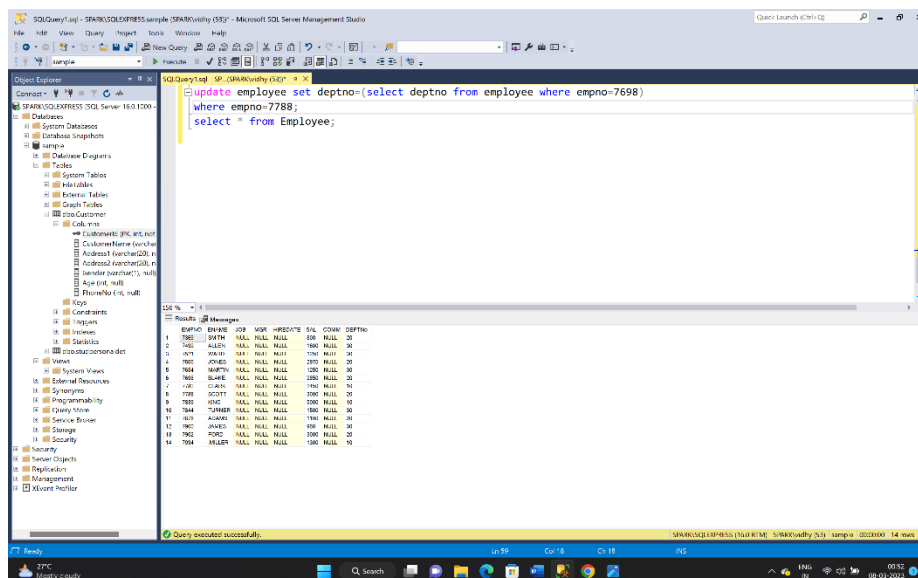 SQLQuery1.sql - SPARK\SQLEXPRESS.sample (SPARK\vidhy (53))* - Microsoft SQL Server Management Studio
Quick Launch (Ctrl+Q)
File Edit View Query Project Tools Window Help
New Query
sample Execute
Object Explorer
SQLQuery1.sql SP...(SPARK\vidhy (53))*
Connect
SPARK\SQLEXPRESS (SQL Server 16.0.1000 -
Databases
System Databases
Database Snapshots
sample
Database Diagrams
Tables
System Tables
FileTables
External Tables
Graph Tables
dbo.Customer
Columns
CustomerId (PK, int, not
CustomerName (varchar
Address1 (varchar(20), n
Address2 (varchar(20), n
Gender (varchar(1), null)
Age (int, null)
PhoneNo (int, null)
Keys
Constraints
Triggers
Indexes
Statistics
Views
System Views
External Resources
Synonyms
Programmability
Query Store
Service Broker
Storage
Security
Security
Server Objects
Replication
Management
XEvent Profiler
update employee set deptno=(select deptno from employee where empno=7698)
where empno=7788;
select * from Employee;
150 %
Results Messages
EMPNO ENAME JOB MGR HIREDATE SAL COMM DEPTNo
1 7369 SMITH NULL NULL NULL 800 NULL 20
2 7499 ALLEN NULL NULL NULL 1600 NULL 30
3 7521 WARD NULL NULL NULL 1250 NULL 30
4 JONES NULL NULL NULL NULL 20
5 7654 MARTIN NULL NULL NULL 1250 NULL 30
6 7698 BLAKE NULL NULL NULL 2850 NULL
7 CLARK NULL NULL NULL 2450 NULL 10
8 7788 SCOTT NULL NULL NULL 3000 NULL
9 7839 KING NULL NULL NULL 5000 NULL 10
10 7844 TURNER NULL NULL NULL 1500 NULL 30
11 7876 ADAMS NULL NULL NULL 1100 NULL 20
12 7900 JAMES NULL NULL NULL 950 NULL 30
13 7902 FORD NULL NULL NULL 3000 NULL 20
14 7934 MILLER NULL NULL NULL 1300 NULL 10
Query executed successfully.
SPARK\SQLEXPRESS (16.0 RTM) SPARK\vidhy (53) sample 00:00:00 14 rows
Ready
Ln 59 Col 18 Ch 18 INS
27°C
Mostly cloudy
Search
ENG
IN
00:52
08-03-2023